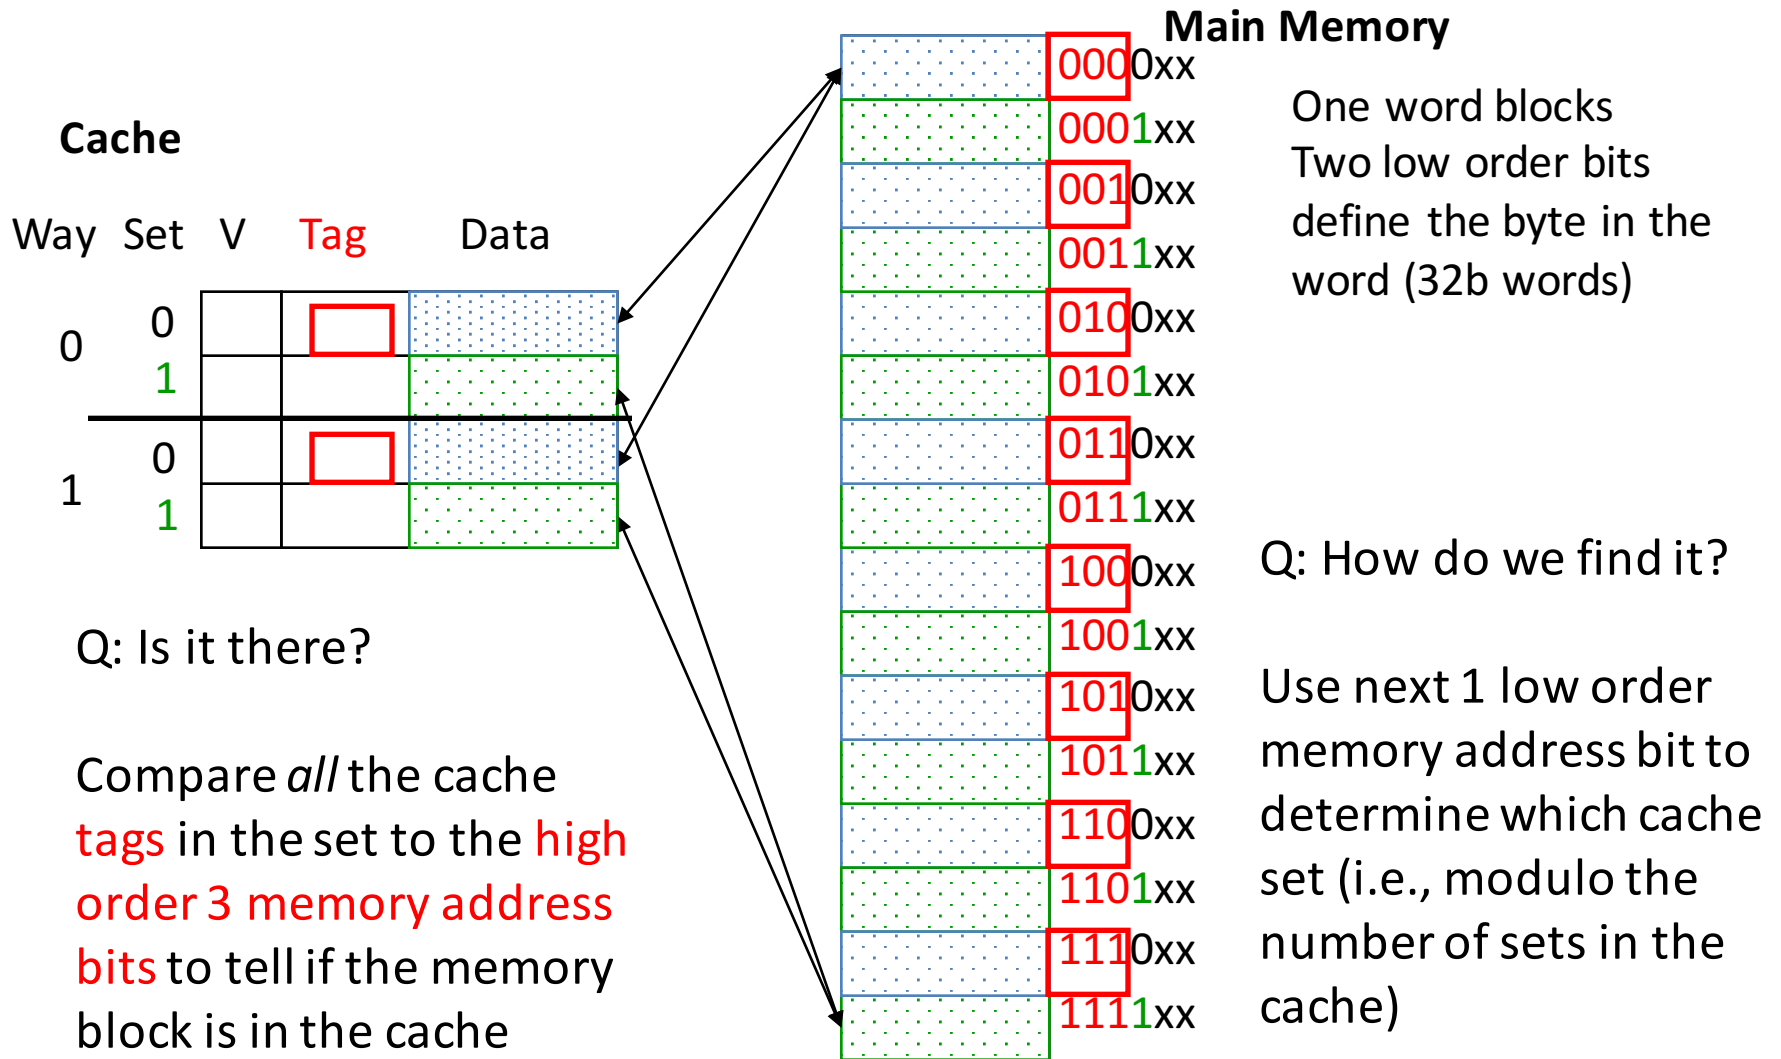 Main Memory
0000xx
0001xx
0010xx
0011xx
0100xx
0101xx
0110xx
0111xx
1000xx
1001xx
1010xx
1011xx
1100xx
1101xx
1110xx
1111xx
One word blocks
Two low order bits
define the byte in the
word (32b words)
Cache
Way Set V Tag Data
0 0
1
1 0
1
Q: Is it there?
Compare all the cache
tags in the set to the high
order 3 memory address
bits to tell if the memory
block is in the cache
Q: How do we find it?
Use next 1 low order
memory address bit to
determine which cache
set (i.e., modulo the
number of sets in the
cache)